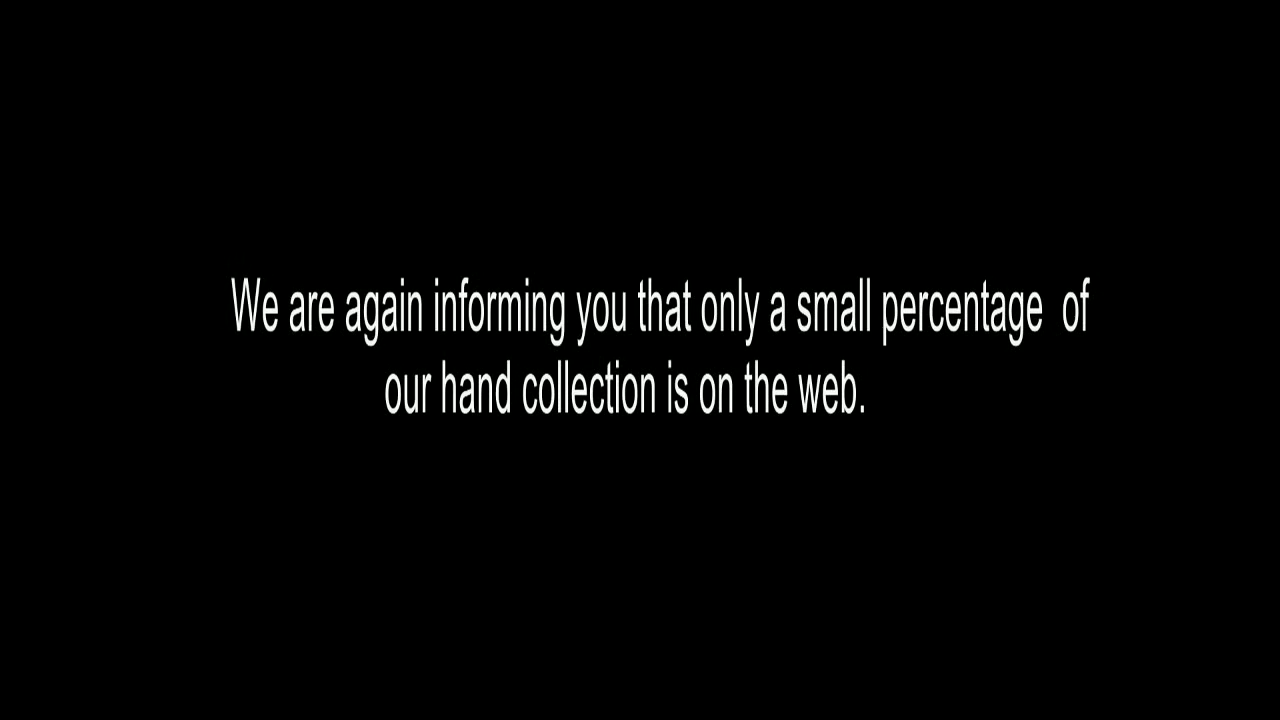 We are again informing you that only a small percentage  of
our hand collection is on the web.